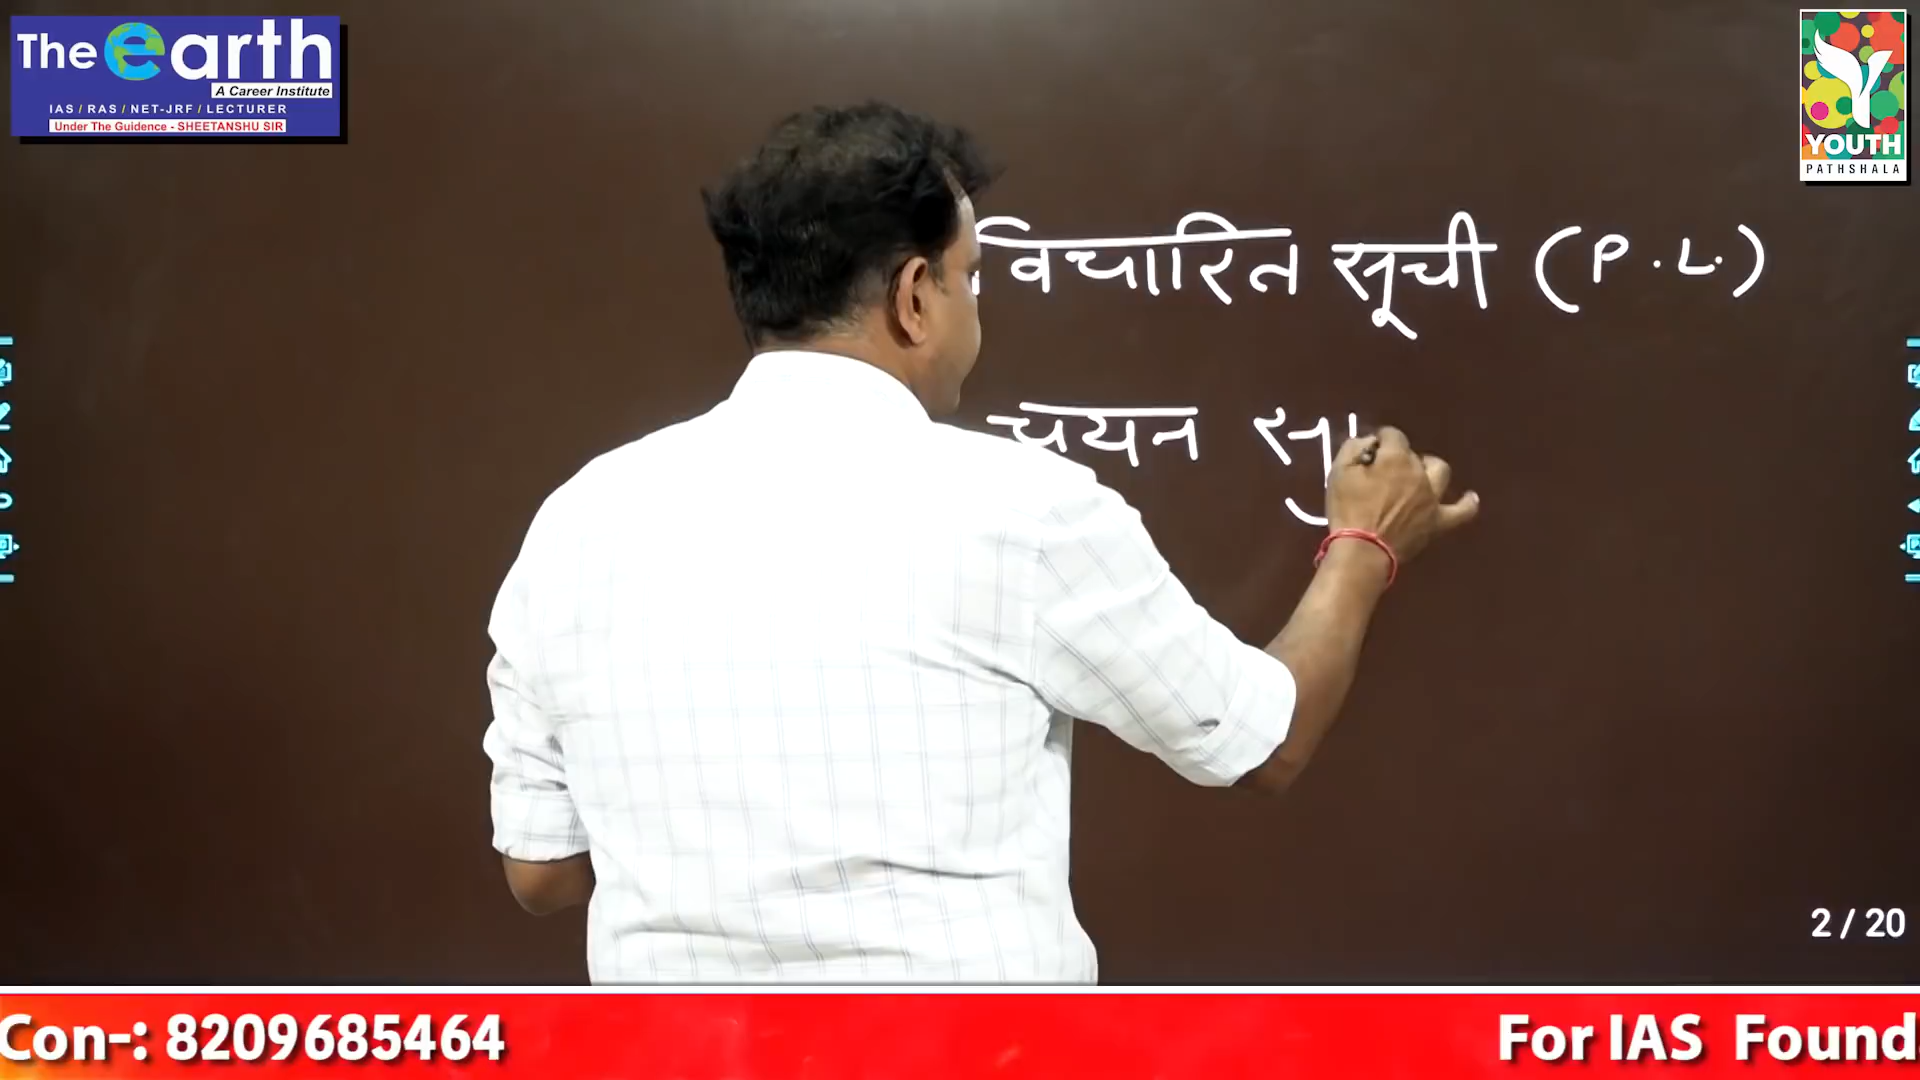 The earth
A Career Institute
IAS / RAS / NET-JRF / LECTURER
Under The Guidence - SHEETANSHU SIR
YOUTH
PATHSHALA
विचारित सूची (P.L.)
चयन
2 / 20
Con-: 8209685464
For IAS Found